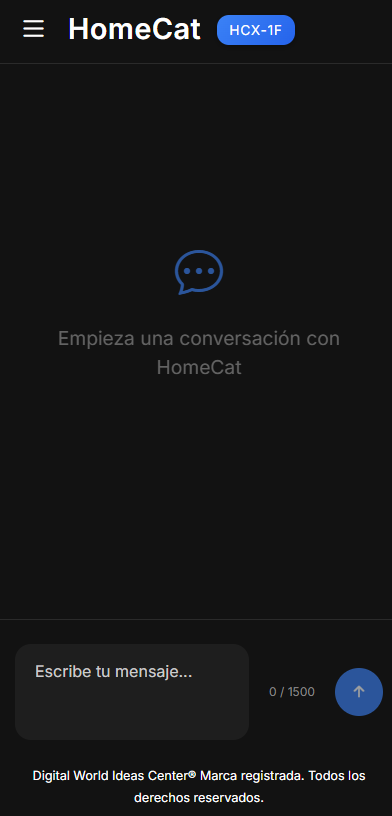 HomeCat HCX-1F
Empieza una conversación con
HomeCat
Escribe tu mensaje...
0 / 1500
Digital World Ideas Center® Marca registrada. Todos los
derechos reservados.